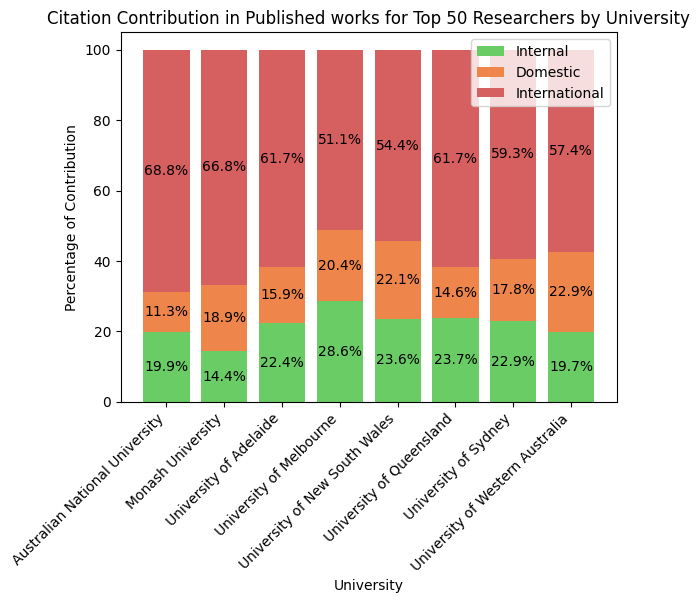 Citation Contribution in Published works for Top 50 Researchers by University
Internal
Domestic
International
Percentage of Contribution
100
80
60
40
20
0
68.8%
66.8%
61.7%
51.1%
54.4%
61.7%
59.3%
57.4%
11.3%
18.9%
15.9%
20.4%
22.1%
14.6%
17.8%
22.9%
19.9%
14.4%
22.4%
28.6%
23.6%
23.7%
22.9%
19.7%
Australian National University
Monash University
University of Adelaide
University of Melbourne
University of New South Wales
University of Queensland
University of Sydney
University of Western Australia
University